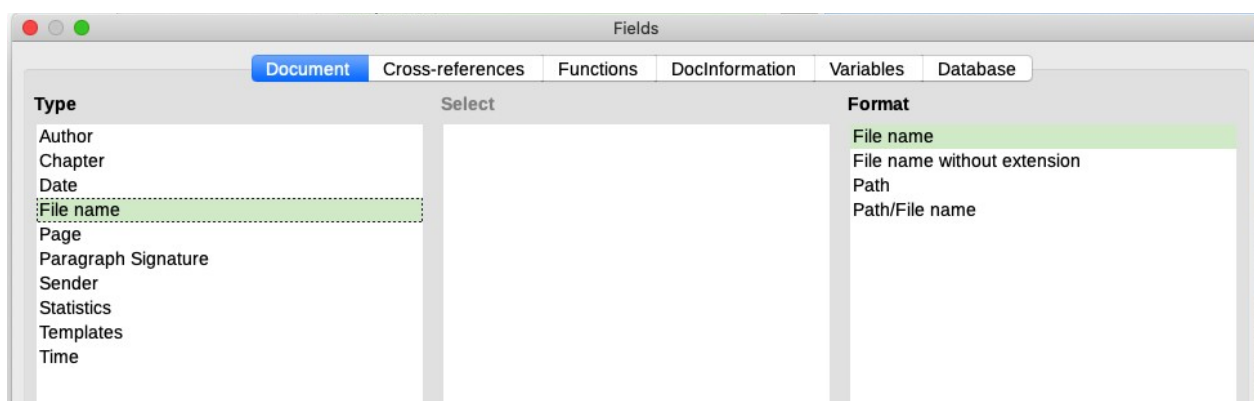 Fields
Document Cross-references Functions DocInformation Variables Database
Type Select Format
Author
Chapter
Date
File name
Page
Paragraph Signature
Sender
Statistics
Templates
Time
File name
File name without extension
Path
Path/File name